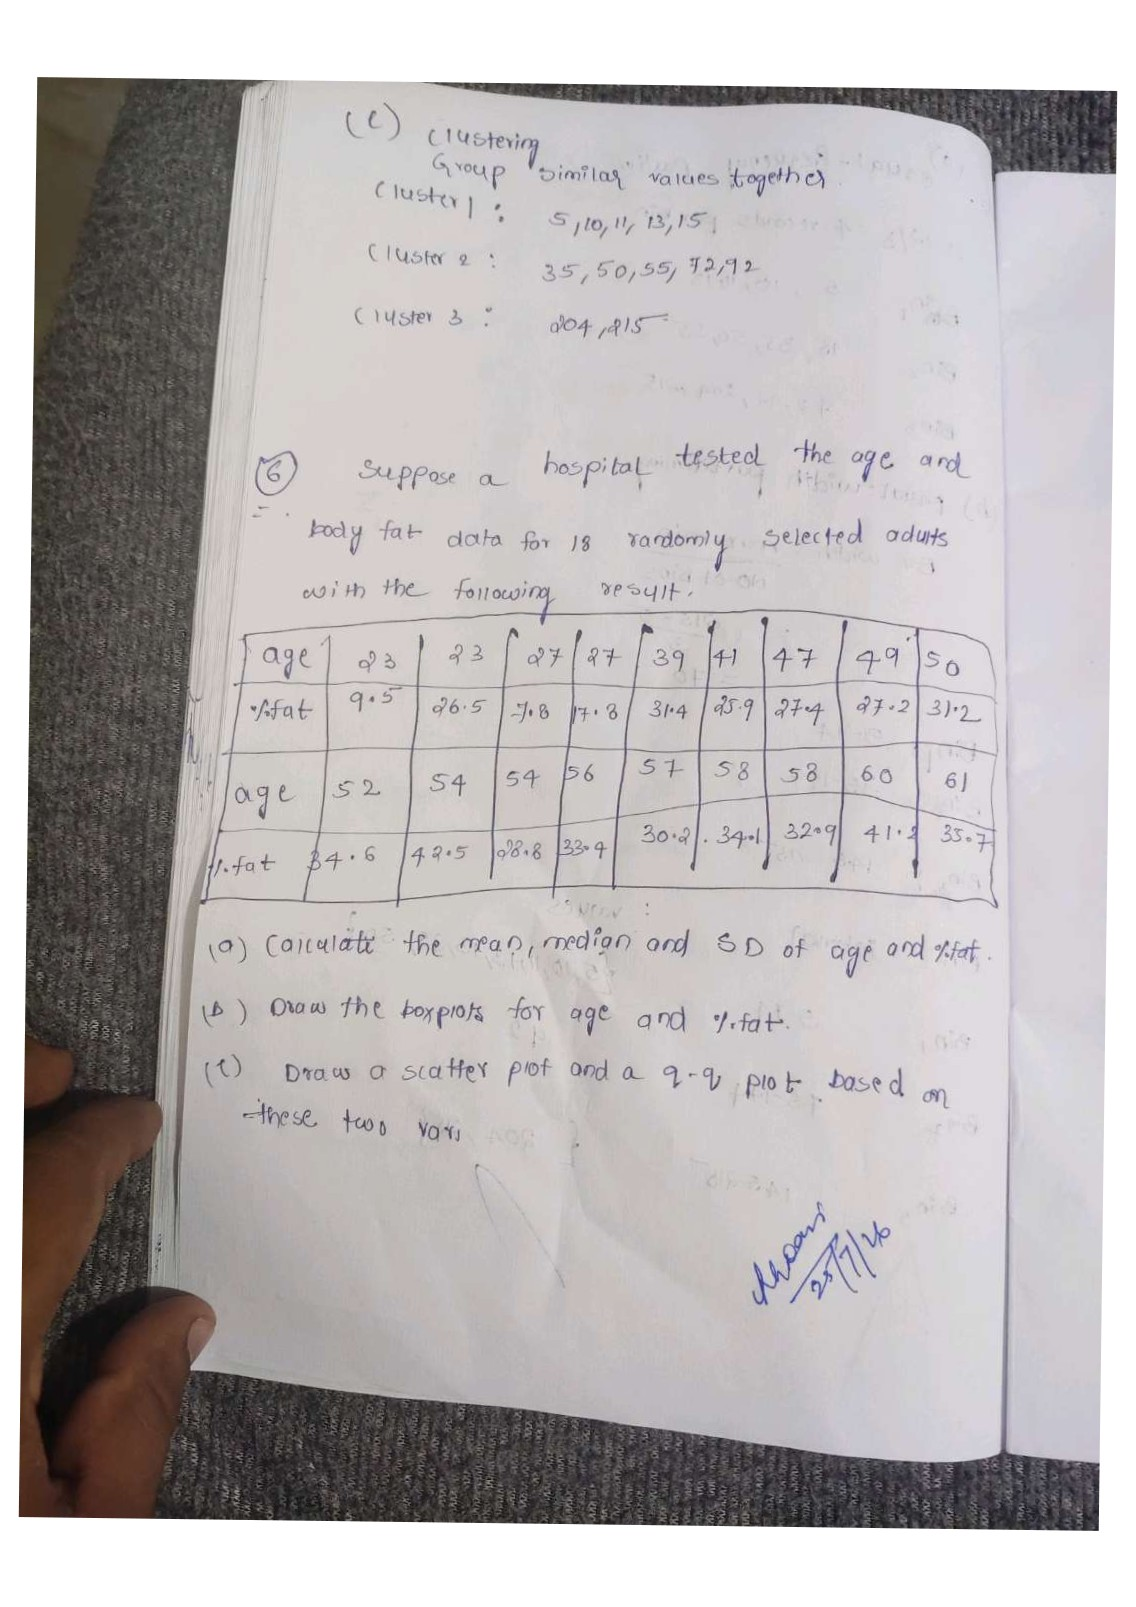 (c) Clustering
Group similar values together.
Cluster 1 : 5, 10, 11, 13, 15,
Cluster 2 : 35, 50, 55, 72, 92
Cluster 3 : 204, 215
6 Suppose a hospital tested the age and
body fat data for 18 randomly selected adults
with the following result.
age 23 23 27 27 39 41 47 49 50
%fat 9.5 26.5 7.8 17.8 31.4 25.9 27.4 27.2 31.2
age 52 54 54 56 57 58 58 60 61
%.fat 34.6 42.5 28.8 33.4 30.2 34.1 32.9 41.2 35.7
(a) Calculate the mean, median and SD of age and %fat.
(b) Draw the boxplots for age and %.fat.
(c) Draw a scatter plot and a q-q plot based on
these two vars
25/7/26